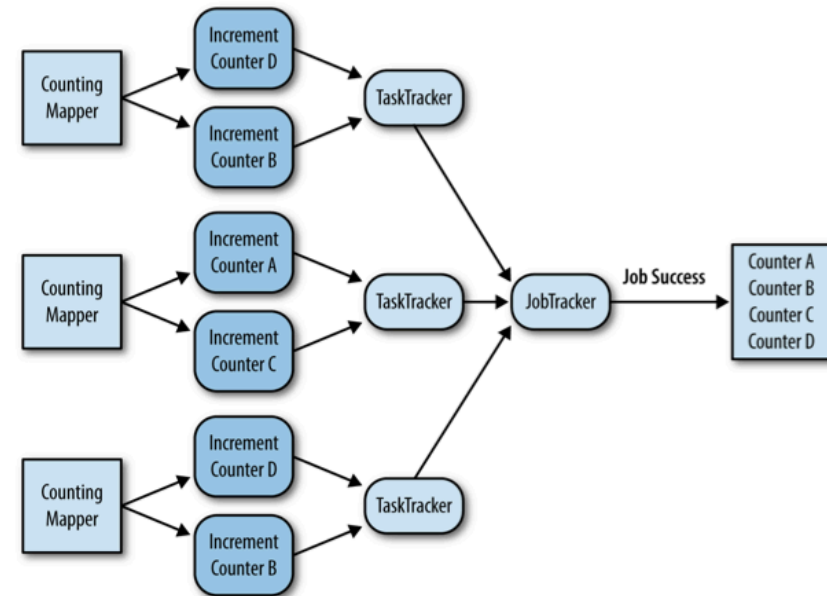 Counting
Mapper
Increment
Counter D
Increment
Counter B
TaskTracker
Counting
Mapper
Increment
Counter A
Increment
Counter C
TaskTracker
JobTracker
Job Success
Counter A
Counter B
Counter C
Counter D
Counting
Mapper
Increment
Counter D
Increment
Counter B
TaskTracker